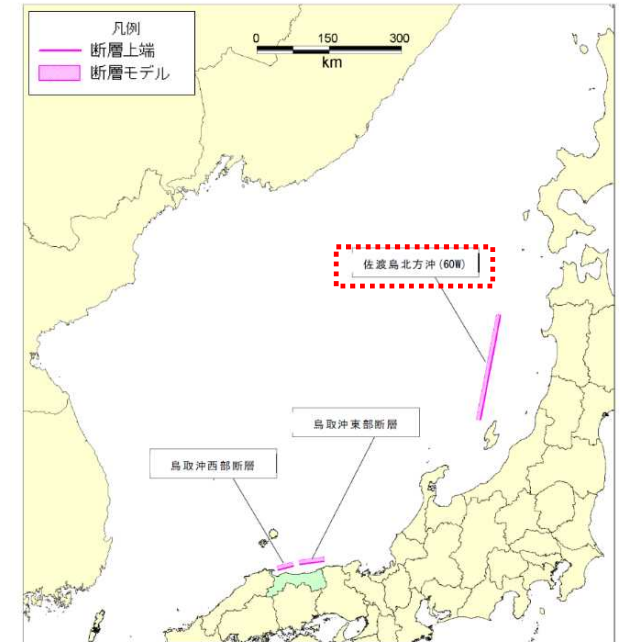 凡例
断層上端
断層モデル
0 150 300
km
佐渡島北方沖(60W)
鳥取沖東部断層
鳥取沖西部断層